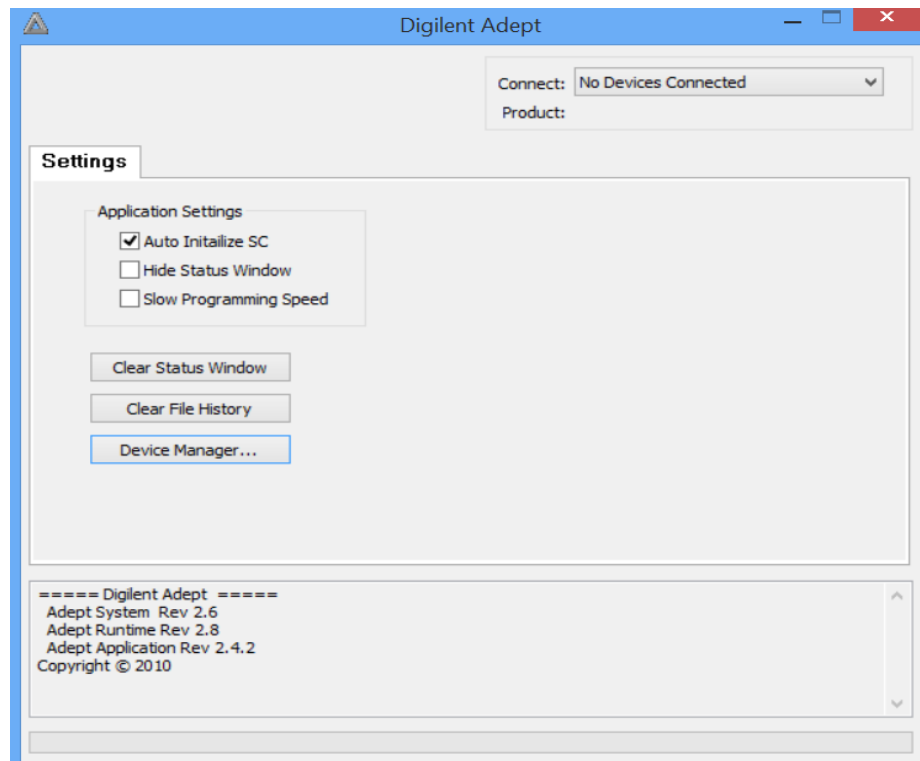 Digilent Adept
Connect: No Devices Connected
Product:
Settings
Application Settings
Auto Initailize SC
Hide Status Window
Slow Programming Speed
Clear Status Window
Clear File History
Device Manager...
===== Digilent Adept =====
Adept System Rev 2.6
Adept Runtime Rev 2.8
Adept Application Rev 2.4.2
Copyright © 2010